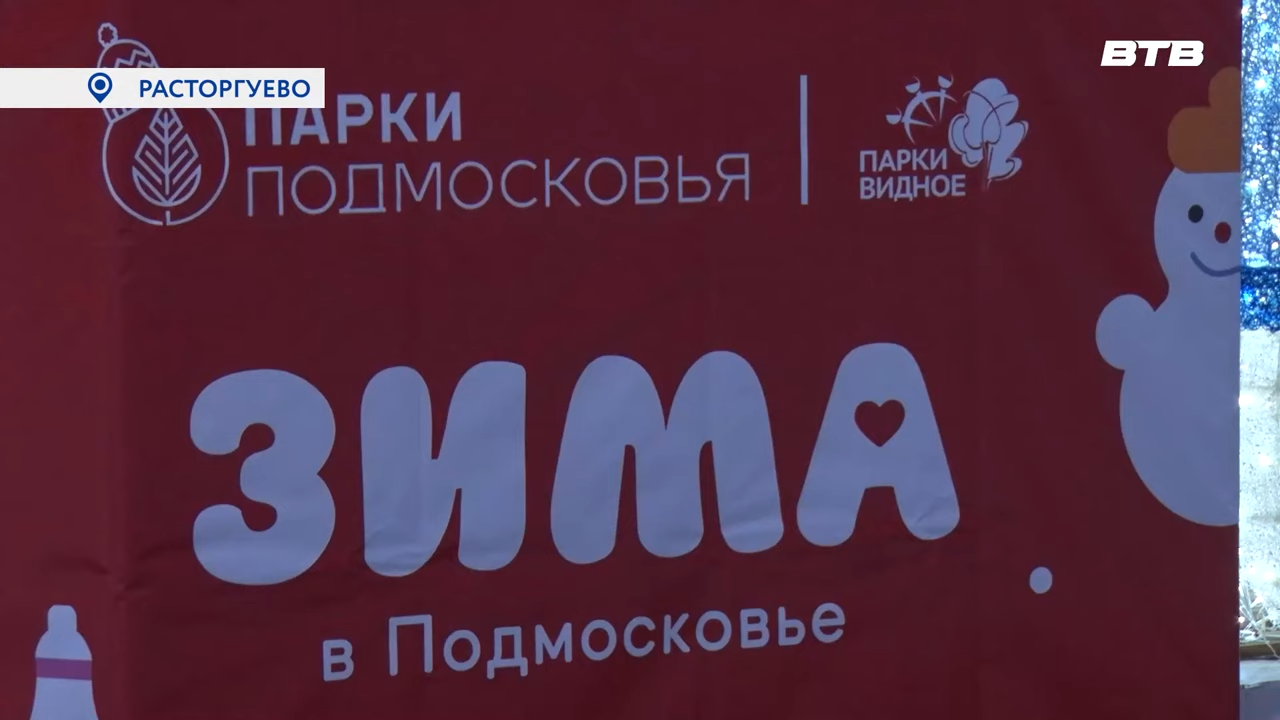 ВТВ
РАСТОРГУЕВО
ПАРКИ
ПОДМОСКОВЬЯ
ПАРКИ
ВИДНОЕ
ЗИМА
в Подмосковье